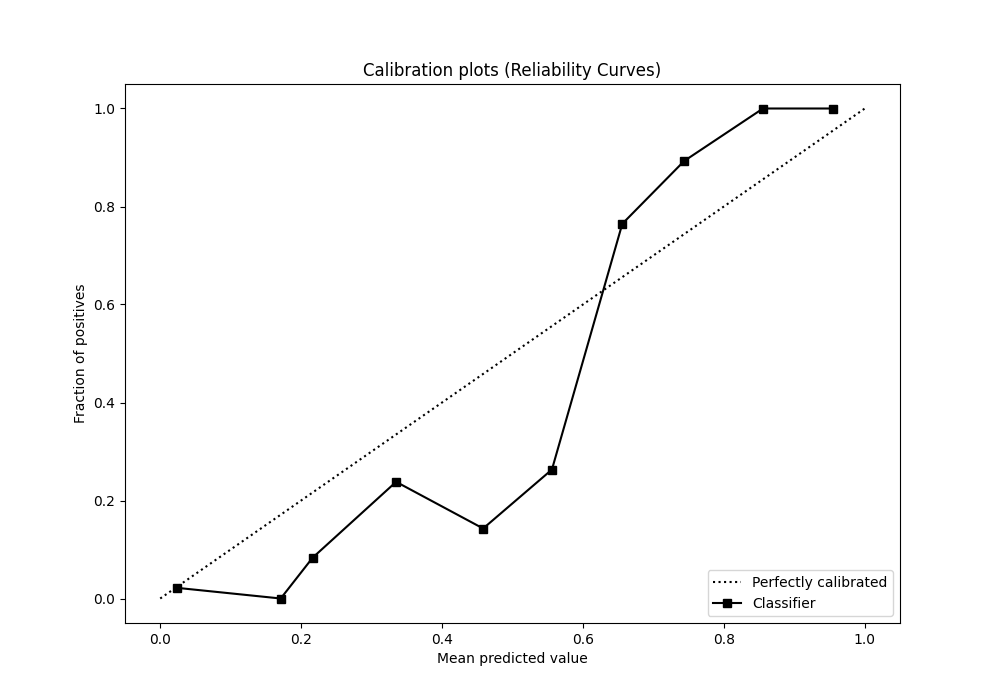 Calibration plots (Reliability Curves)
1.0
0.8
0.6
0.4
0.2
0.0
Fraction of positives
0.0 0.2 0.4 0.6 0.8 1.0
Mean predicted value
Perfectly calibrated
Classifier